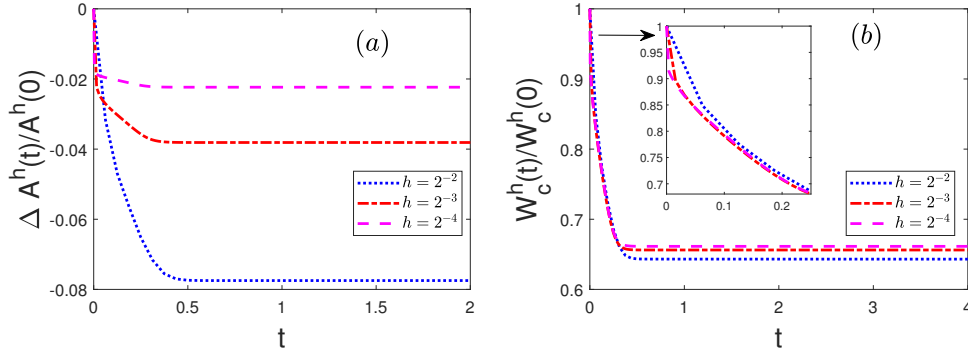 (a)
Δ A^h(t)/A^h(0)
0
-0.02
-0.04
-0.06
-0.08
0 0.5 1 1.5 2
t
h = 2^{-2}
h = 2^{-3}
h = 2^{-4}
(b)
W_c^h(t)/W_c^h(0)
1
0.9
0.8
0.7
0.6
0 1 2 3 4
t
1
0.95
0.9
0.85
0.8
0.75
0.7
0 0.1 0.2
h = 2^{-2}
h = 2^{-3}
h = 2^{-4}